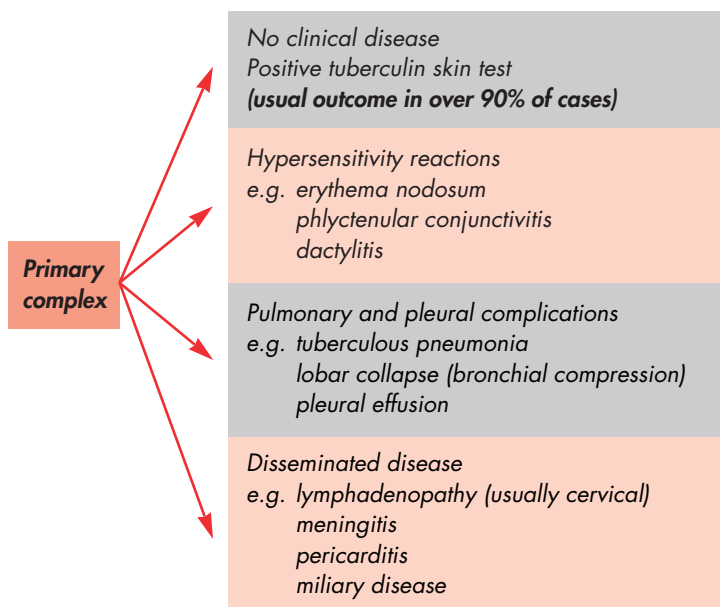 No clinical disease
Positive tuberculin skin test
(usual outcome in over 90% of cases)
Hypersensitivity reactions
e.g. erythema nodosum
phlyctenular conjunctivitis
dactylitis
Primary
complex
Pulmonary and pleural complications
e.g. tuberculous pneumonia
lobar collapse (bronchial compression)
pleural effusion
Disseminated disease
e.g. lymphadenopathy (usually cervical)
meningitis
pericarditis
miliary disease